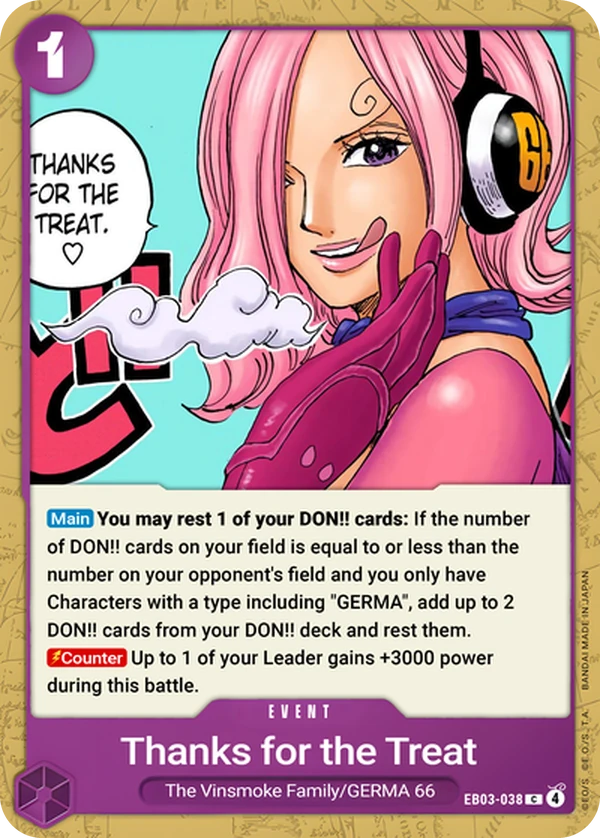 1
THANKS
FOR THE
TREAT.
♡
Main You may rest 1 of your DON!! cards: If the number
of DON!! cards on your field is equal to or less than the
number on your opponent's field and you only have
Characters with a type including "GERMA", add up to 2
DON!! cards from your DON!! deck and rest them.
⚡Counter Up to 1 of your Leader gains +3000 power
during this battle.
EVENT
Thanks for the Treat
The Vinsmoke Family/GERMA 66
EB03-038 C 4
©E.O/S. ©E.O./S.,T.A. BANDAI MADE IN JAPAN